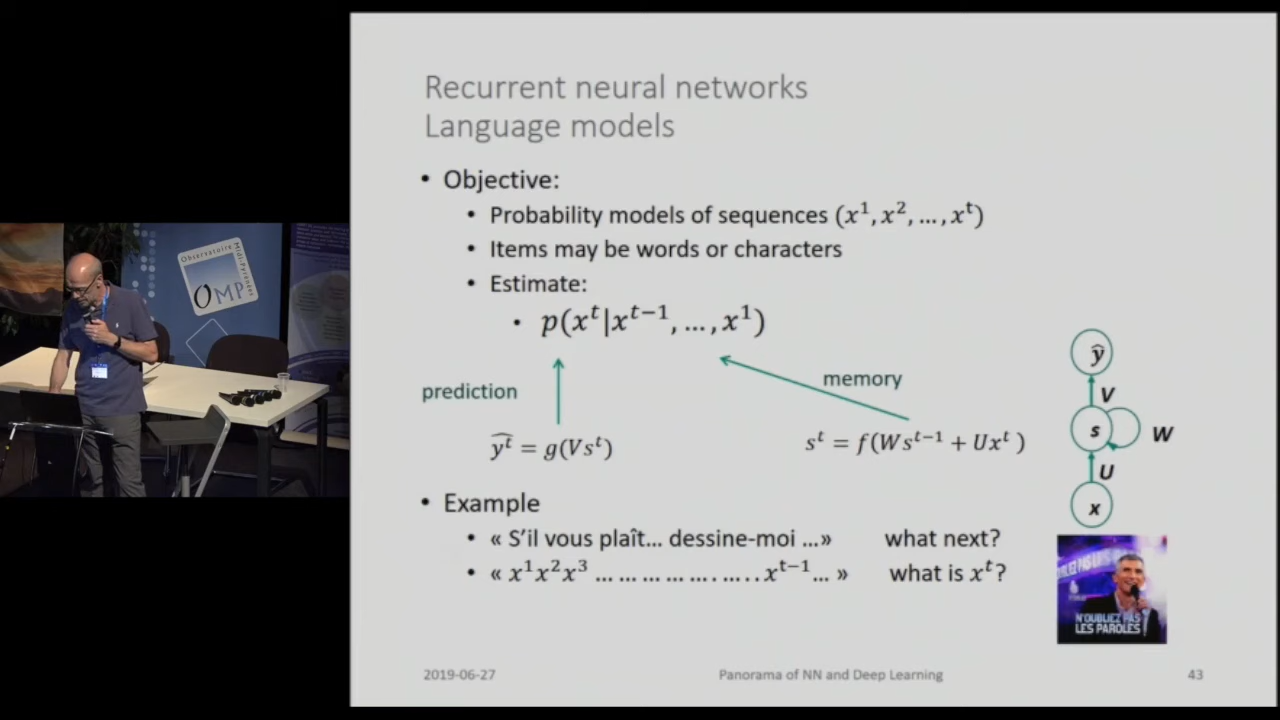 Recurrent neural networks
Language models
• Objective:
• Probability models of sequences (x¹, x², …, xᵗ)
• Items may be words or characters
• Estimate:
• p(xᵗ|xᵗ⁻¹, …, x¹)
prediction
memory
ŷᵗ = g(Vsᵗ)
sᵗ = f(Wsᵗ⁻¹ + Uxᵗ )
ŷ
V
s
W
U
x
• Example
• « S'il vous plaît… dessine-moi …» what next?
• « x¹x²x³ … … … … …. … . . xᵗ⁻¹… » what is xᵗ?
N'OUBLIEZ PAS
LES PAROLES
2019-06-27 Panorama of NN and Deep Learning 43
Observatoire
Midi-Pyrénées
OMP